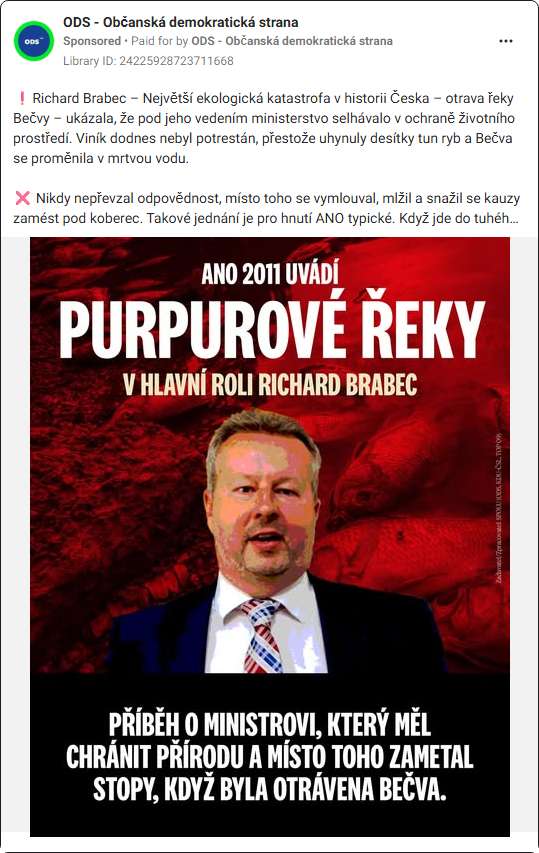 ODS - Občanská demokratická strana
Sponsored • Paid for by ODS - Občanská demokratická strana
Library ID: 24225928723711668
❗ Richard Brabec – Největší ekologická katastrofa v historii Česka – otrava řeky
Bečvy – ukázala, že pod jeho vedením ministerstvo selhávalo v ochraně životního
prostředí. Viník dodnes nebyl potrestán, přestože uhynuly desítky tun ryb a Bečva
se proměnila v mrtvou vodu.
❌ Nikdy nepřevzal odpovědnost, místo toho se vymlouval, mlžil a snažil se kauzy
zamést pod koberec. Takové jednání je pro hnutí ANO typické. Když jde do tuhéh...
ODS
ANO 2011 UVÁDÍ
PURPUROVÉ ŘEKY
V HLAVNÍ ROLI RICHARD BRABEC
Zadavatel/Zpracovatel: SPOLU (ODS, KDU-ČSL, TOP 09)
PŘÍBĚH O MINISTROVI, KTERÝ MĚL
CHRÁNIT PŘÍRODU A MÍSTO TOHO ZAMETAL
STOPY, KDYŽ BYLA OTRÁVENA BEČVA.